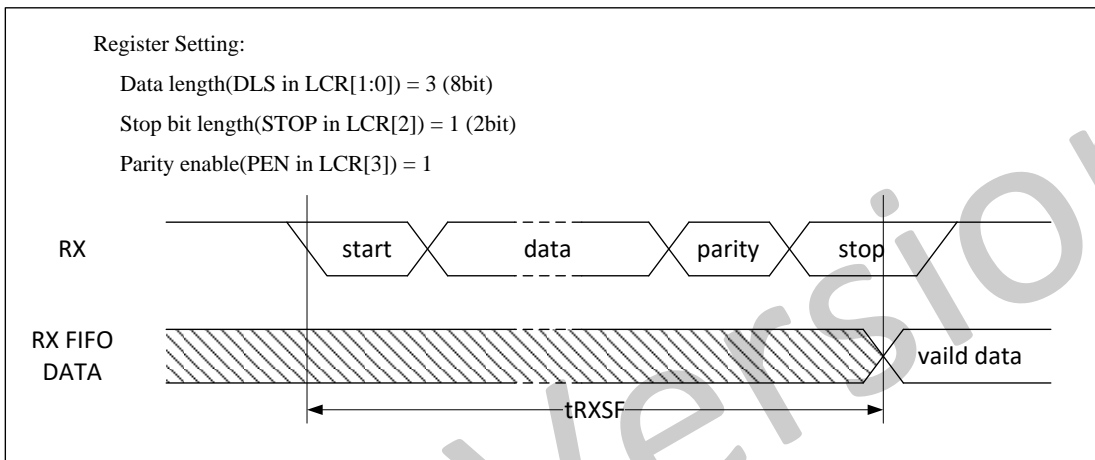 Register Setting:
Data length(DLS in LCR[1:0]) = 3 (8bit)
Stop bit length(STOP in LCR[2]) = 1 (2bit)
Parity enable(PEN in LCR[3]) = 1
RX start data parity stop
RX FIFO
DATA
vaild data
tRXSF
Version